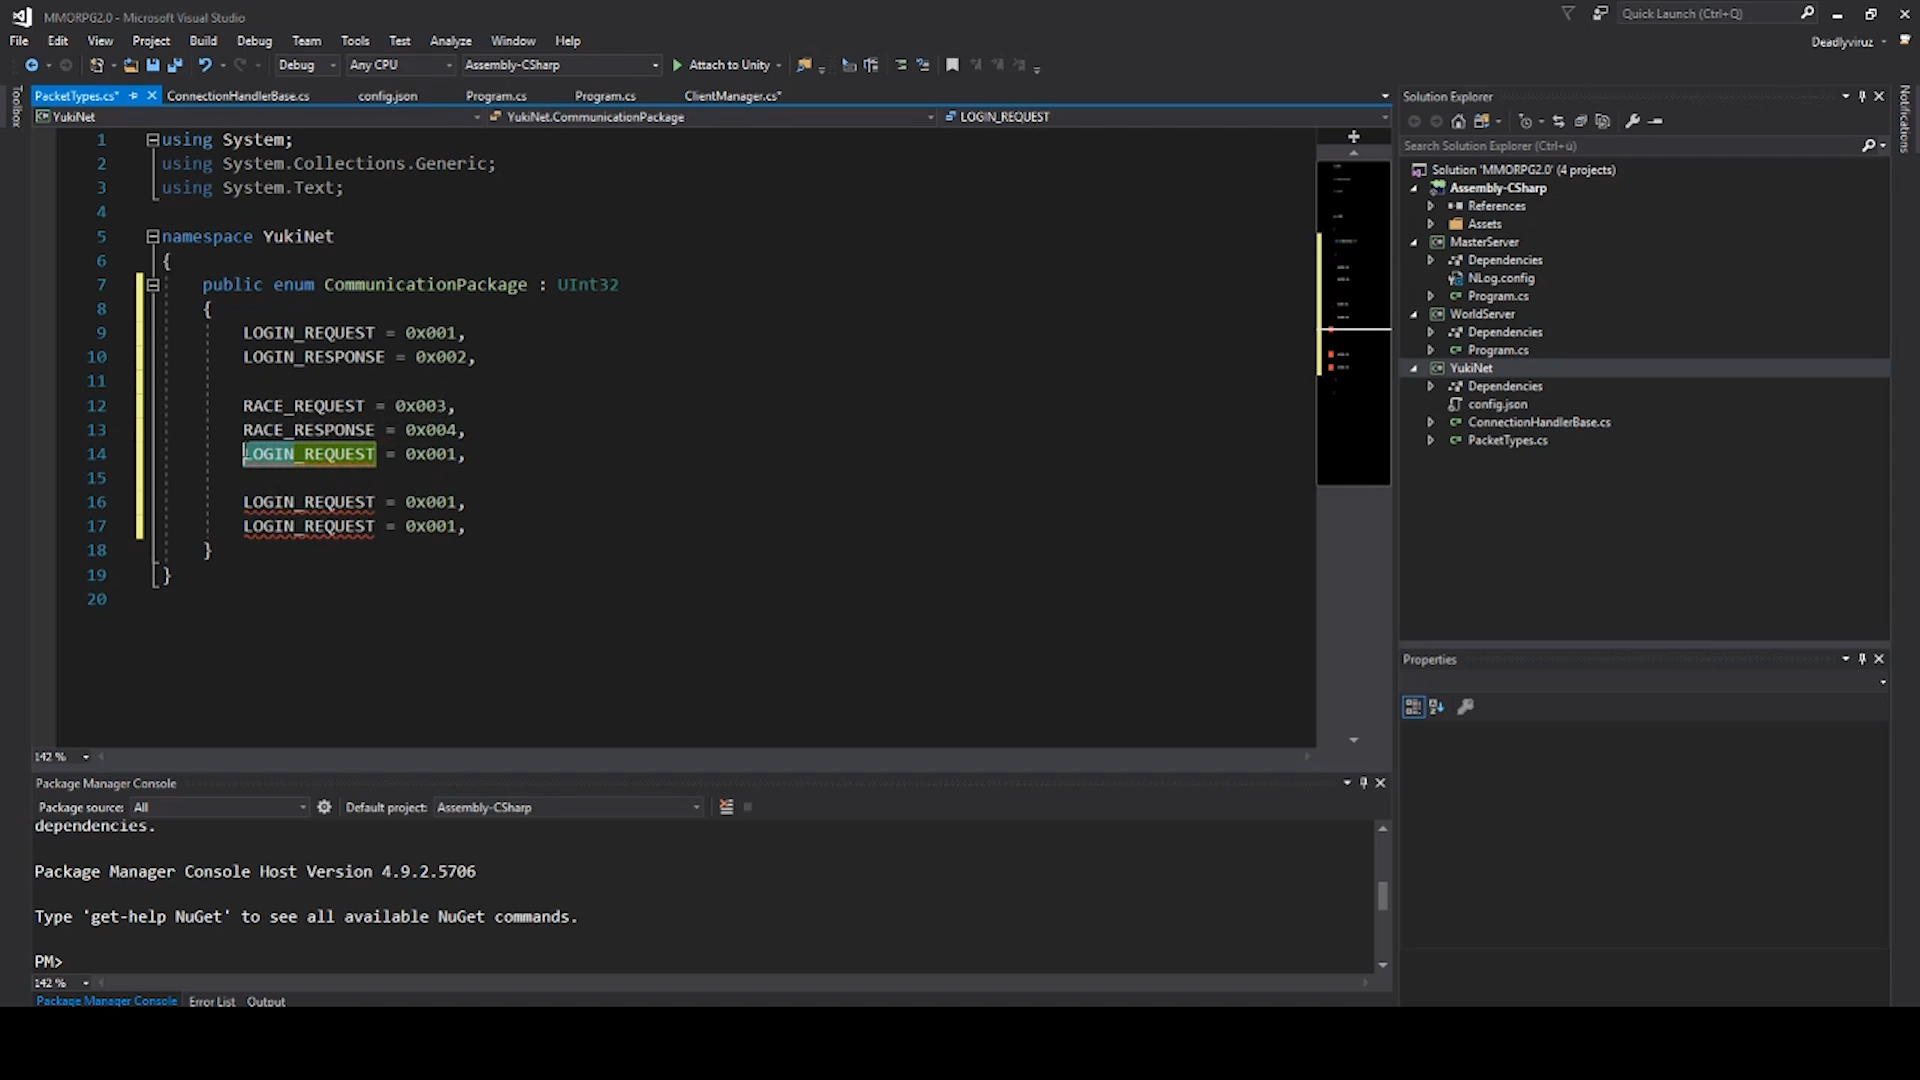 MMORPG2.0 - Microsoft Visual Studio
Quick Launch (Ctrl+Q)
File Edit View Project Build Debug Team Tools Test Analyze Window Help
Deadlyviruz
Debug Any CPU Assembly-CSharp Attach to Unity
Toolbox
PacketTypes.cs* ConnectionHandlerBase.cs config.json Program.cs Program.cs ClientManager.cs*
YukiNet YukiNet.CommunicationPackage LOGIN_REQUEST
1 using System;
2 using System.Collections.Generic;
3 using System.Text;
4
5 namespace YukiNet
6 {
7 public enum CommunicationPackage : UInt32
8 {
9 LOGIN_REQUEST = 0x001,
10 LOGIN_RESPONSE = 0x002,
11
12 RACE_REQUEST = 0x003,
13 RACE_RESPONSE = 0x004,
14 LOGIN_REQUEST = 0x001,
15
16 LOGIN_REQUEST = 0x001,
17 LOGIN_REQUEST = 0x001,
18 }
19 }
20
142 %
Package Manager Console
Package source: All Default project: Assembly-CSharp
dependencies.
Package Manager Console Host Version 4.9.2.5706
Type 'get-help NuGet' to see all available NuGet commands.
PM>
142 %
Package Manager Console Error List Output
Solution Explorer
Search Solution Explorer (Ctrl+ü)
Solution 'MMORPG2.0' (4 projects)
Assembly-CSharp
References
Assets
MasterServer
Dependencies
NLog.config
Program.cs
WorldServer
Dependencies
Program.cs
YukiNet
Dependencies
config.json
ConnectionHandlerBase.cs
PacketTypes.cs
Properties
Notifications